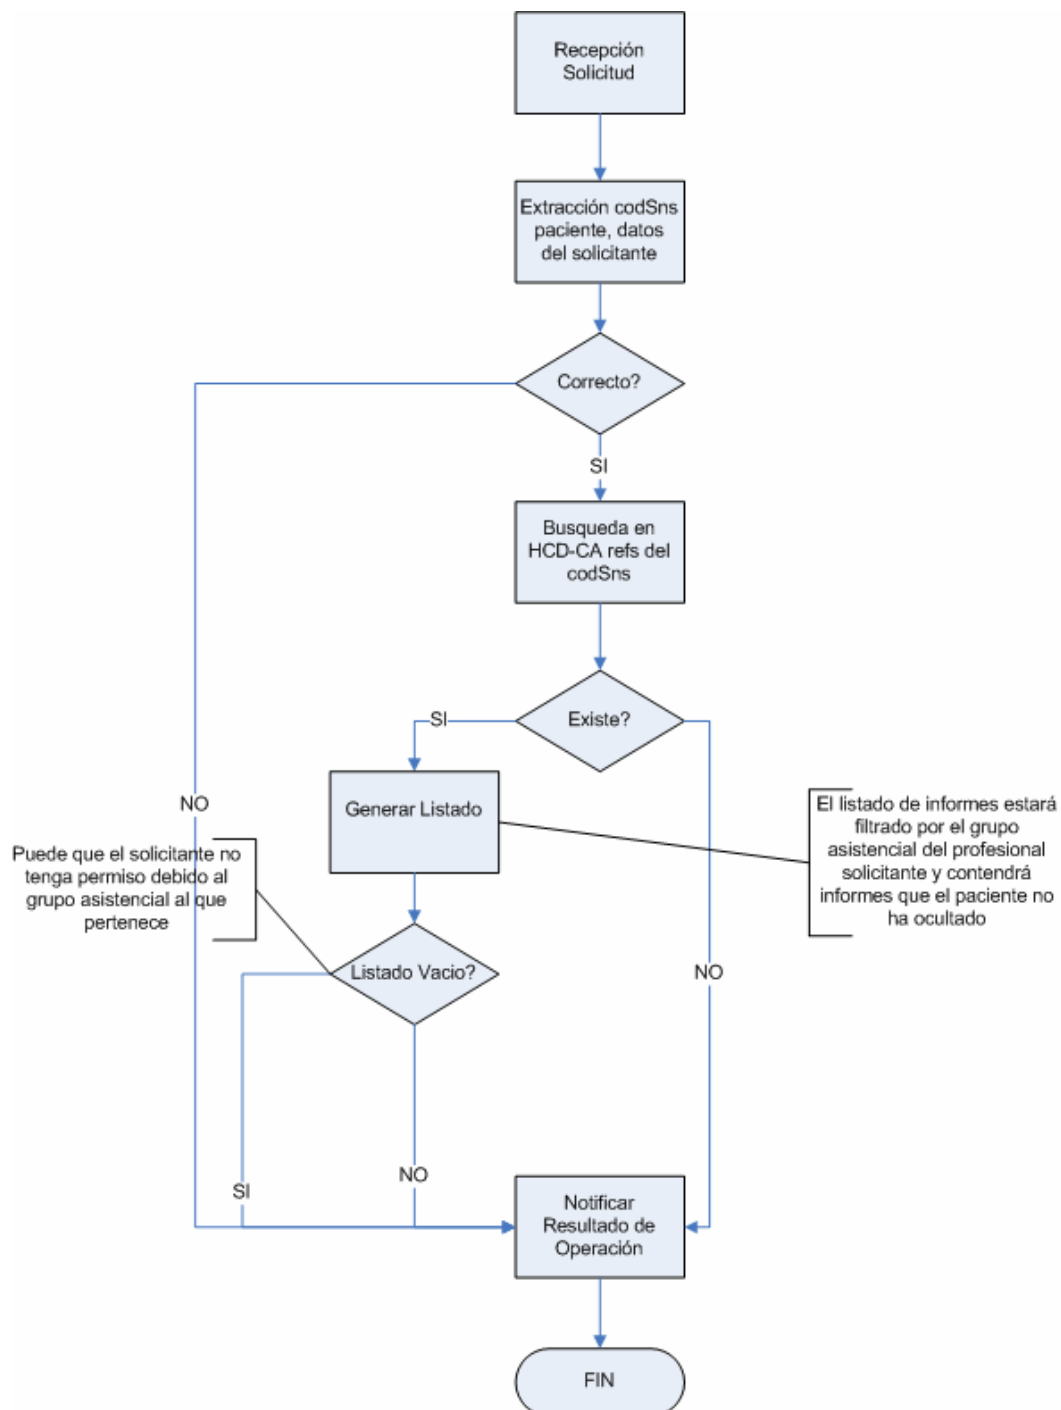 Recepción
Solicitud
Extracción codSns
paciente, datos
del solicitante
Correcto?
SI
Busqueda en
HCD-CA refs del
codSns
Existe?
SI
Generar Listado
NO
El listado de informes estará
filtrado por el grupo
asistencial del profesional
solicitante y contendrá
informes que el paciente no
ha ocultado
Puede que el solicitante no
tenga permiso debido al
grupo asistencial al que
pertenece
Listado Vacio?
NO
NO
SI
Notificar
Resultado de
Operación
FIN